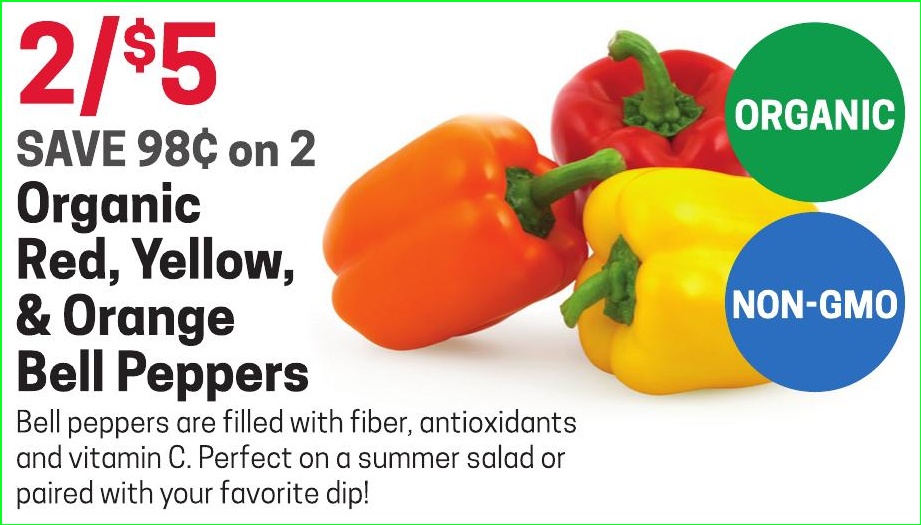 2/$5
SAVE 98¢ on 2
Organic
Red, Yellow,
& Orange
Bell Peppers
Bell peppers are filled with fiber, antioxidants
and vitamin C. Perfect on a summer salad or
paired with your favorite dip!
ORGANIC
NON-GMO